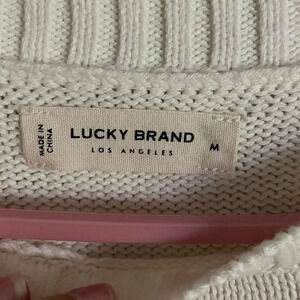 MADE IN
CHINA
LUCKY BRAND
LOS ANGELES
M